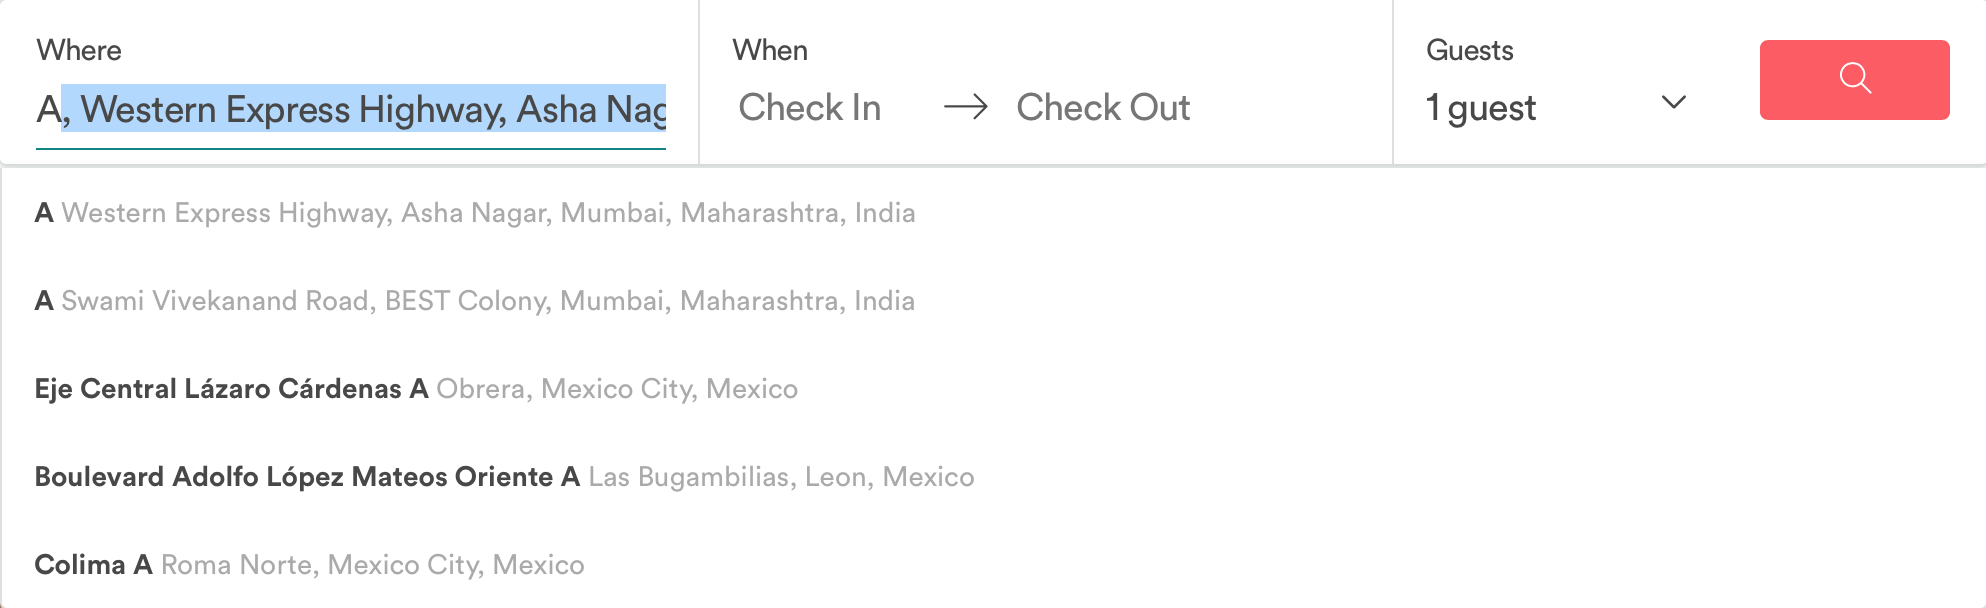 Where
A, Western Express Highway, Asha Nag
When
Check In → Check Out
Guests
1 guest
A Western Express Highway, Asha Nagar, Mumbai, Maharashtra, India
A Swami Vivekanand Road, BEST Colony, Mumbai, Maharashtra, India
Eje Central Lázaro Cárdenas A Obrera, Mexico City, Mexico
Boulevard Adolfo López Mateos Oriente A Las Bugambilias, Leon, Mexico
Colima A Roma Norte, Mexico City, Mexico